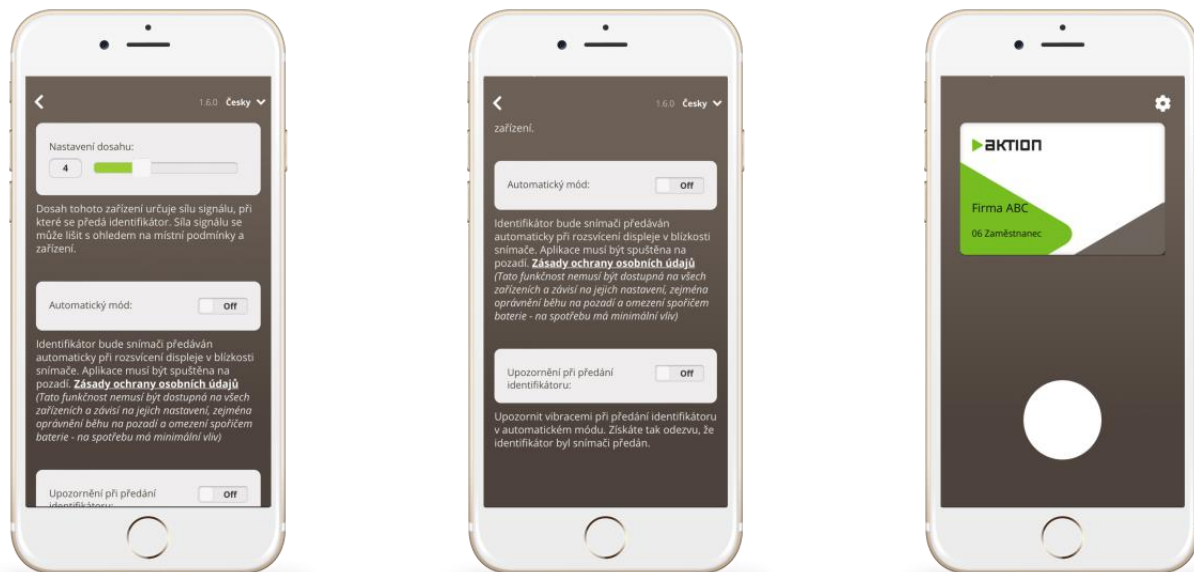 1.6.0 Česky
Nastavení dosahu:
4
Dosah tohoto zařízení určuje sílu signálu, při
které se předá identifikátor. Síla signálu se
může lišit s ohledem na místní podmínky a
zařízení.
Automatický mód:
Off
Identifikátor bude snímači předáván
automaticky při rozsvícení displeje v blízkosti
snímače. Aplikace musí být spuštěna na
pozadí. Zásady ochrany osobních údajů
(Tato funkčnost nemusí být dostupná na všech
zařízeních a závisí na jejich nastavení, zejména
oprávnění běhu na pozadí a omezení spořičem
baterie - na spotřebu má minimální vliv)
Upozornění při předání
identifikátoru:
Off
1.6.0 Česky
zařízení.
Automatický mód:
Off
Identifikátor bude snímači předáván
automaticky při rozsvícení displeje v blízkosti
snímače. Aplikace musí být spuštěna na
pozadí. Zásady ochrany osobních údajů
(Tato funkčnost nemusí být dostupná na všech
zařízeních a závisí na jejich nastavení, zejména
oprávnění běhu na pozadí a omezení spořičem
baterie - na spotřebu má minimální vliv)
Upozornění při předání
identifikátoru:
Off
Upozornit vibracemi při předání identifikátoru
v automatickém módu. Získáte tak odezvu, že
identifikátor byl snímači předán.
aktion
Firma ABC
06 Zaměstnanec